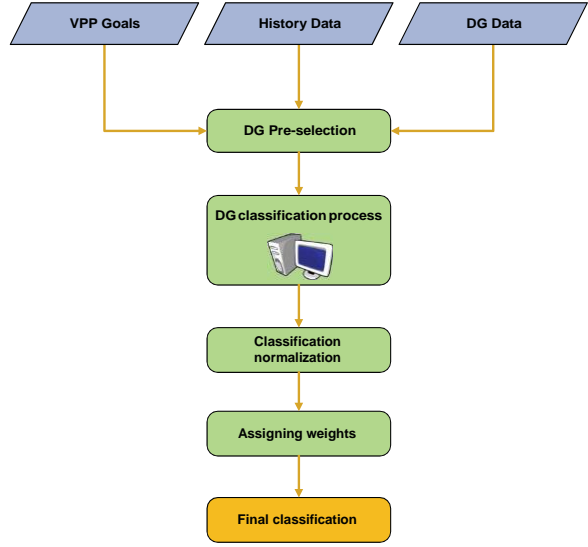 VPP Goals
History Data
DG Data
DG Pre-selection
DG classification process
Classification
normalization
Assigning weights
Final classification